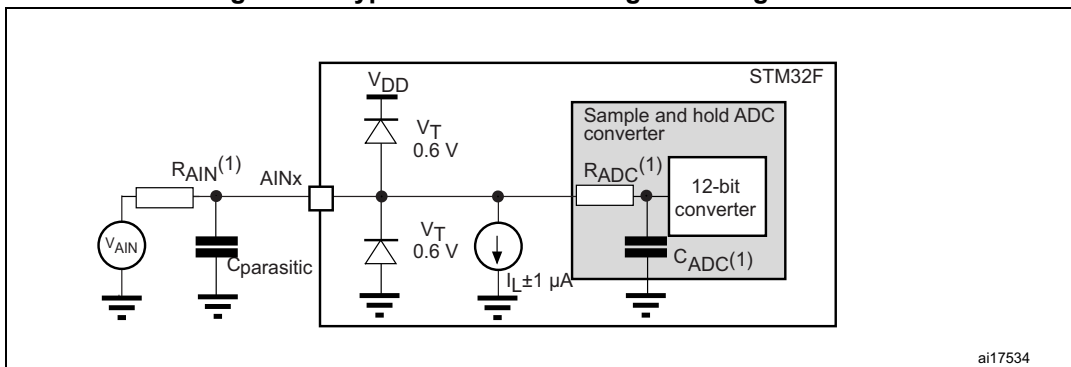 STM32F
VDD
VT
0.6 V
Sample and hold ADC
converter
RAIN(1)
AINx
RADC(1)
12-bit
converter
VAIN
Cparasitic
VT
0.6 V
IL±1 µA
CADC(1)
ai17534